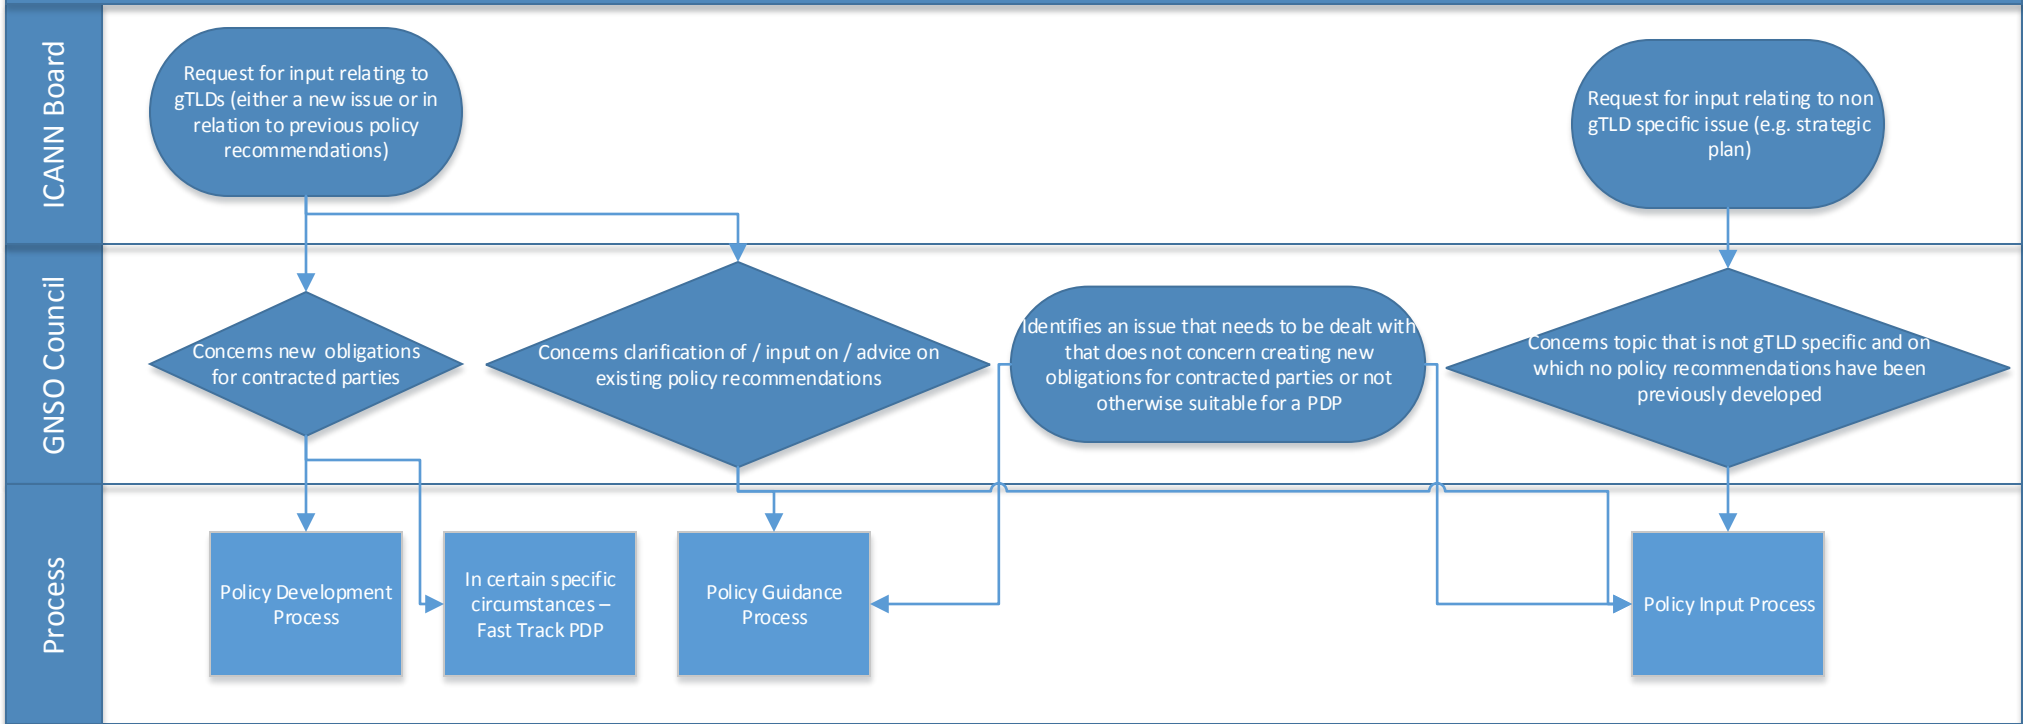 ICANN Board
Request for input relating to
gTLDs (either a new issue or in
relation to previous policy
recommendations)
Request for input relating to non
gTLD specific issue (e.g. strategic
plan)
GNSO Council
Concerns new obligations
for contracted parties
Concerns clarification of / input on / advice on
existing policy recommendations
Identifies an issue that needs to be dealt with
that does not concern creating new
obligations for contracted parties or not
otherwise suitable for a PDP
Concerns topic that is not gTLD specific and on
which no policy recommendations have been
previously developed
Process
Policy Development
Process
In certain specific
circumstances –
Fast Track PDP
Policy Guidance
Process
Policy Input Process